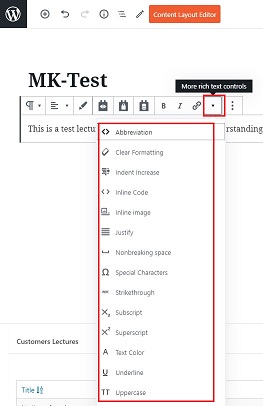 Content Layout Editor
More rich text controls
MK-Test
B I
This is a test lectu
rstanding
Abbreviation
Clear Formatting
Indent Increase
Inline Code
Inline image
Justify
Nonbreaking space
Special Characters
Strikethrough
Subscript
Superscript
Text Color
Underline
Uppercase
Customers Lectures
Title